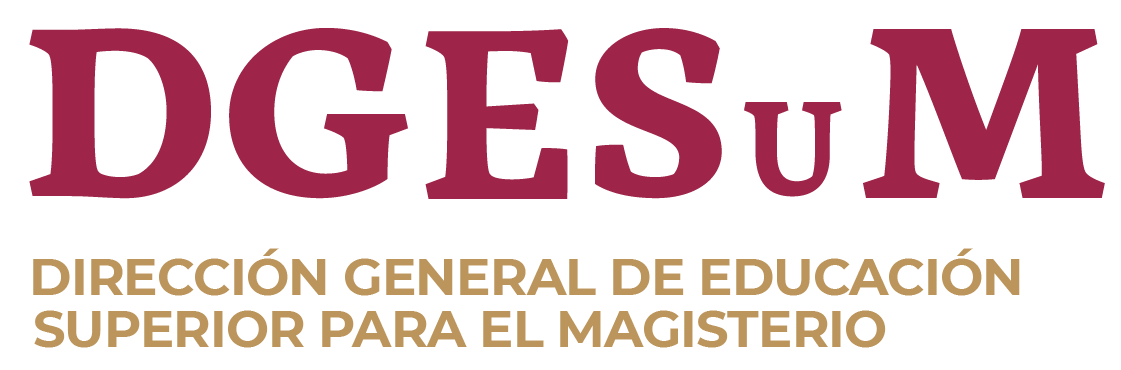 DGESuM
DIRECCIÓN GENERAL DE EDUCACIÓN
SUPERIOR PARA EL MAGISTERIO